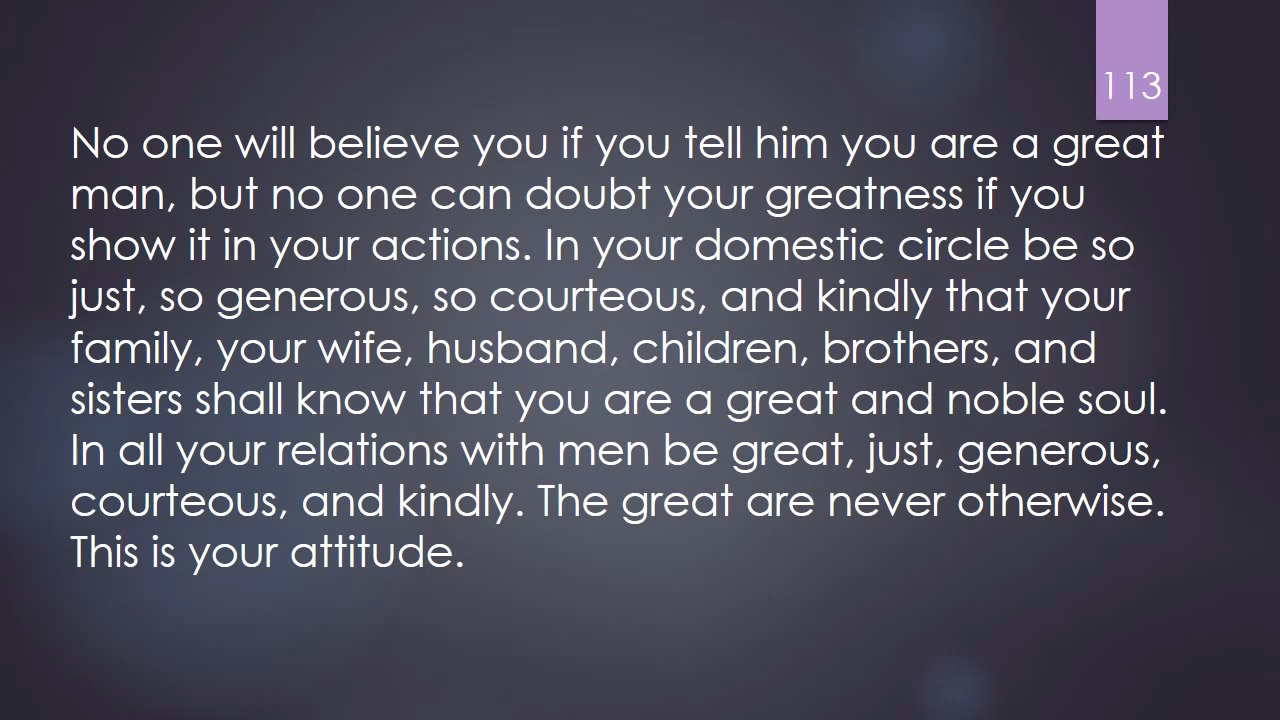 113
No one will believe you if you tell him you are a great
man, but no one can doubt your greatness if you
show it in your actions. In your domestic circle be so
just, so generous, so courteous, and kindly that your
family, your wife, husband, children, brothers, and
sisters shall know that you are a great and noble soul.
In all your relations with men be great, just, generous,
courteous, and kindly. The great are never otherwise.
This is your attitude.